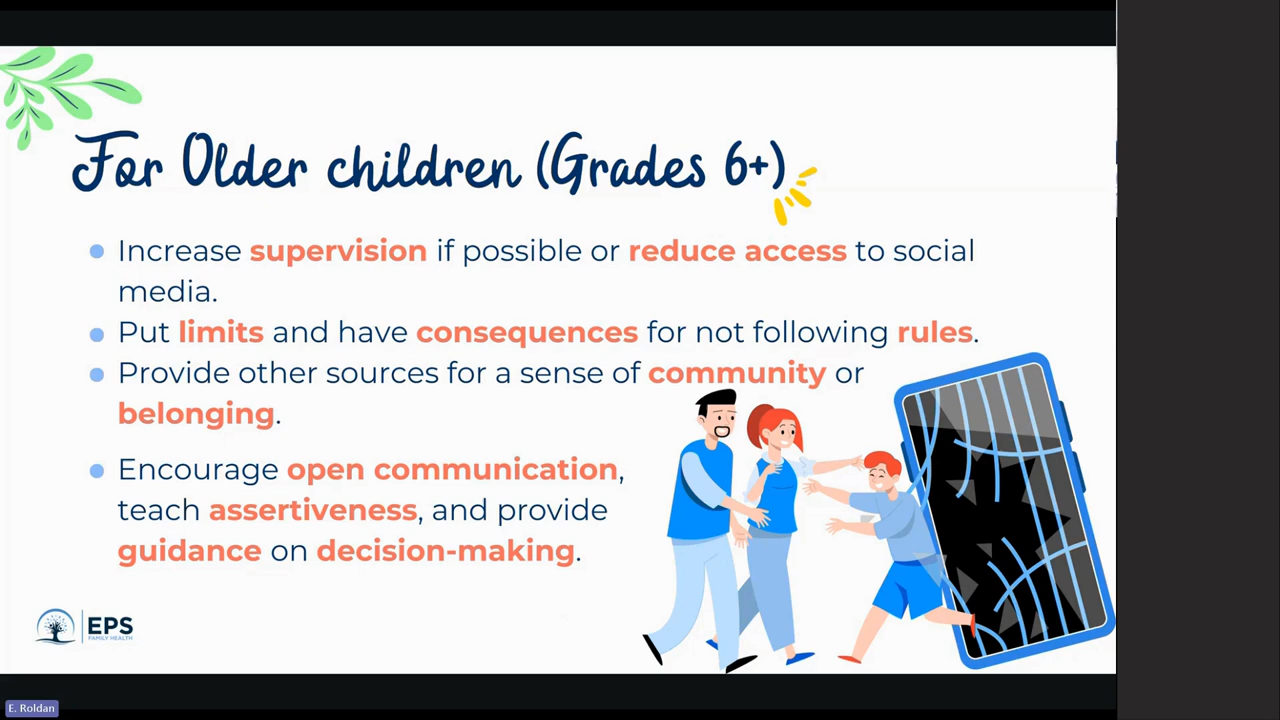 For Older children (Grades 6+)
Increase supervision if possible or reduce access to social
media.
Put limits and have consequences for not following rules.
Provide other sources for a sense of community or
belonging.
Encourage open communication,
teach assertiveness, and provide
guidance on decision-making.
EPS
FAMILY HEALTH
E. Roldan